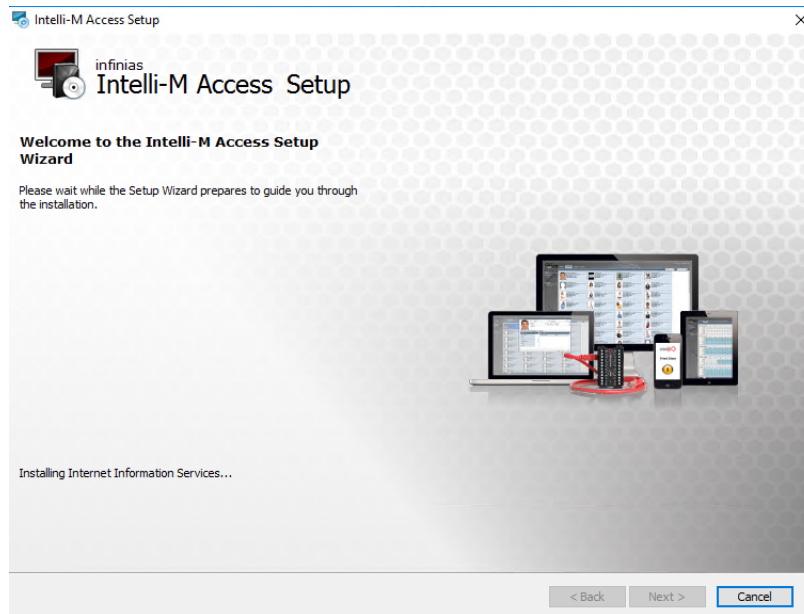 Intelli-M Access Setup
infinias
Intelli-M Access Setup
Welcome to the Intelli-M Access Setup
Wizard
Please wait while the Setup Wizard prepares to guide you through
the installation.
Installing Internet Information Services...
< Back
Next >
Cancel